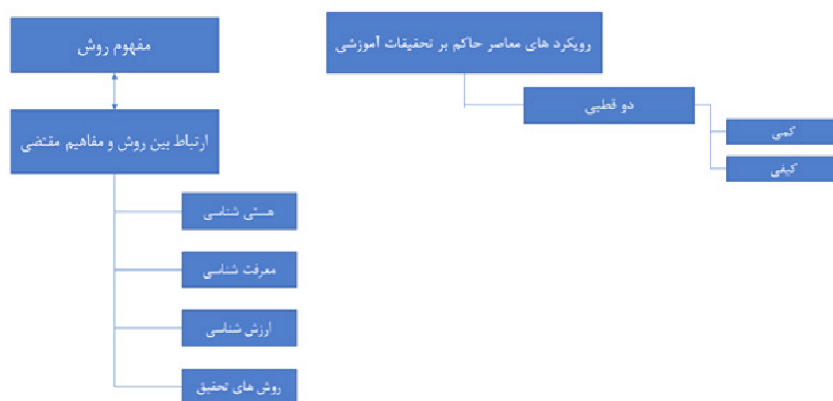 رویکرد های معاصر حاکم بر تحقیقات آموزشی
دو قطبی
کمی
کیفی
مفهوم روش
ارتباط بین روش و مفاهیم مقتضی
هستی شناسی
معرفت شناسی
ارزش شناسی
روش های تحقیق